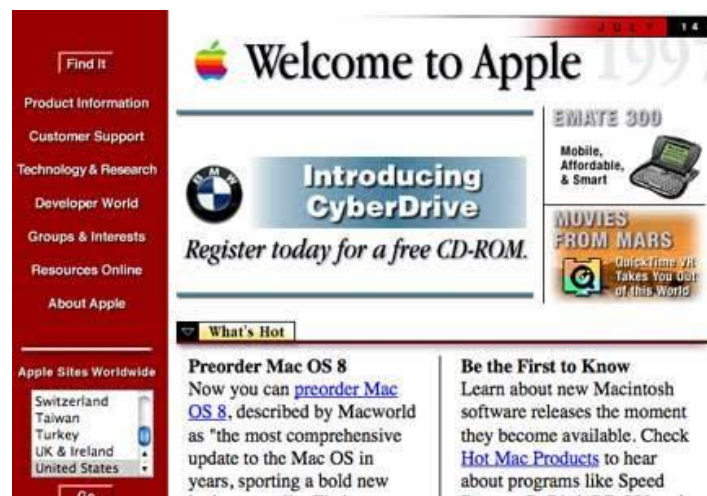 JULY 14
1997
Find It
Product Information
Customer Support
Technology & Research
Developer World
Groups & Interests
Resources Online
About Apple
Apple Sites Worldwide
Switzerland
Taiwan
Turkey
UK & Ireland
United States
Go
Welcome to Apple
BMW
Introducing
CyberDrive
Register today for a free CD-ROM.
EMATE 300
Mobile,
Affordable,
& Smart
MOVIES
FROM MARS
QuickTime VR
Takes You Out
of this World
What's Hot
Preorder Mac OS 8
Now you can preorder Mac
OS 8, described by Macworld
as "the most comprehensive
update to the Mac OS in
years, sporting a bold new
Be the First to Know
Learn about new Macintosh
software releases the moment
they become available. Check
Hot Mac Products to hear
about programs like Speed